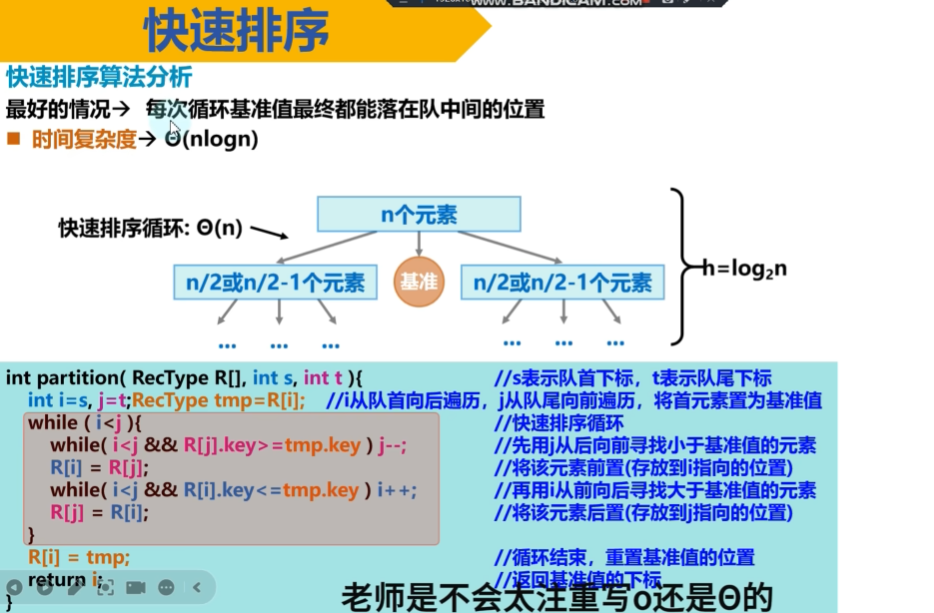 WWW.BANDICAM.COM
快速排序
快速排序算法分析
最好的情况→ 每次循环基准值最终都能落在队中间的位置
■ 时间复杂度→ Θ(nlogn)
n个元素
快速排序循环: Θ(n)
h=log₂n
n/2或n/2-1个元素 基准 n/2或n/2-1个元素
... ... ... ... ... ...
int partition( RecType R[], int s, int t ){ //s表示队首下标，t表示队尾下标
int i=s, j=t;RecType tmp=R[i]; //i从队首向后遍历，j从队尾向前遍历，将首元素置为基准值
while ( i<j ){ //快速排序循环
while( i<j && R[j].key>=tmp.key ) j--; //先用j从后向前寻找小于基准值的元素
R[i] = R[j]; //将该元素前置(存放到i指向的位置)
while( i<j && R[i].key<=tmp.key ) i++; //再用i从前向后寻找大于基准值的元素
R[j] = R[i]; //将该元素后置(存放到j指向的位置)
}
R[i] = tmp; //循环结束，重置基准值的位置
return i; //返回基准值的下标
}
老师是不会太注重写o还是Θ的